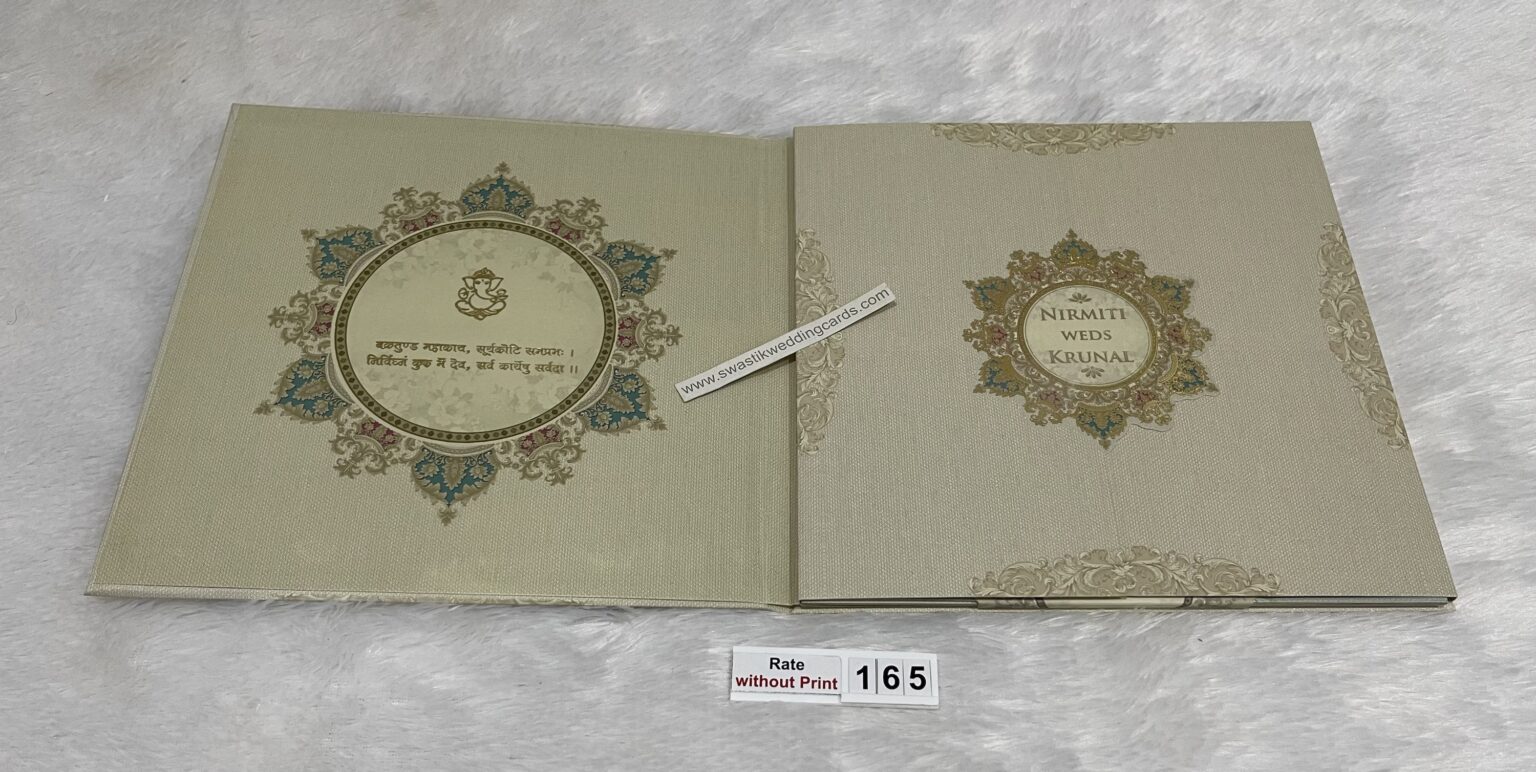 वक्रतुण्ड महाकाय, सूर्यकोटि समप्रभः ।
निर्विघ्नं कुरु मे देव, सर्व कार्येषु सर्वदा ।।
www.swastikweddingcards.com
NIRMITI
WEDS
KRUNAL
Rate
without Print
165